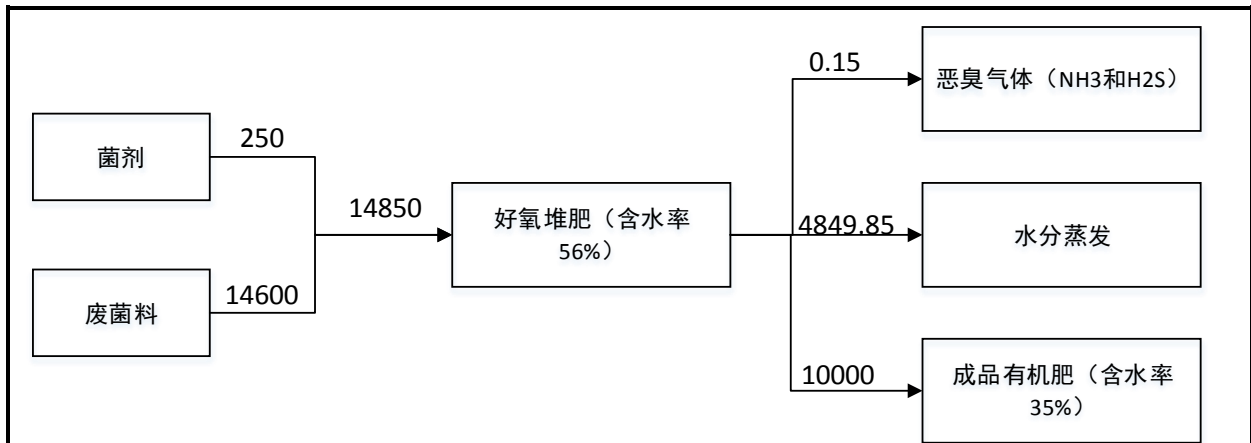 菌剂
250
废菌料
14600
14850
好氧堆肥（含水率
56%）
0.15
恶臭气体（NH3和H2S）
4849.85
水分蒸发
10000
成品有机肥（含水率
35%）